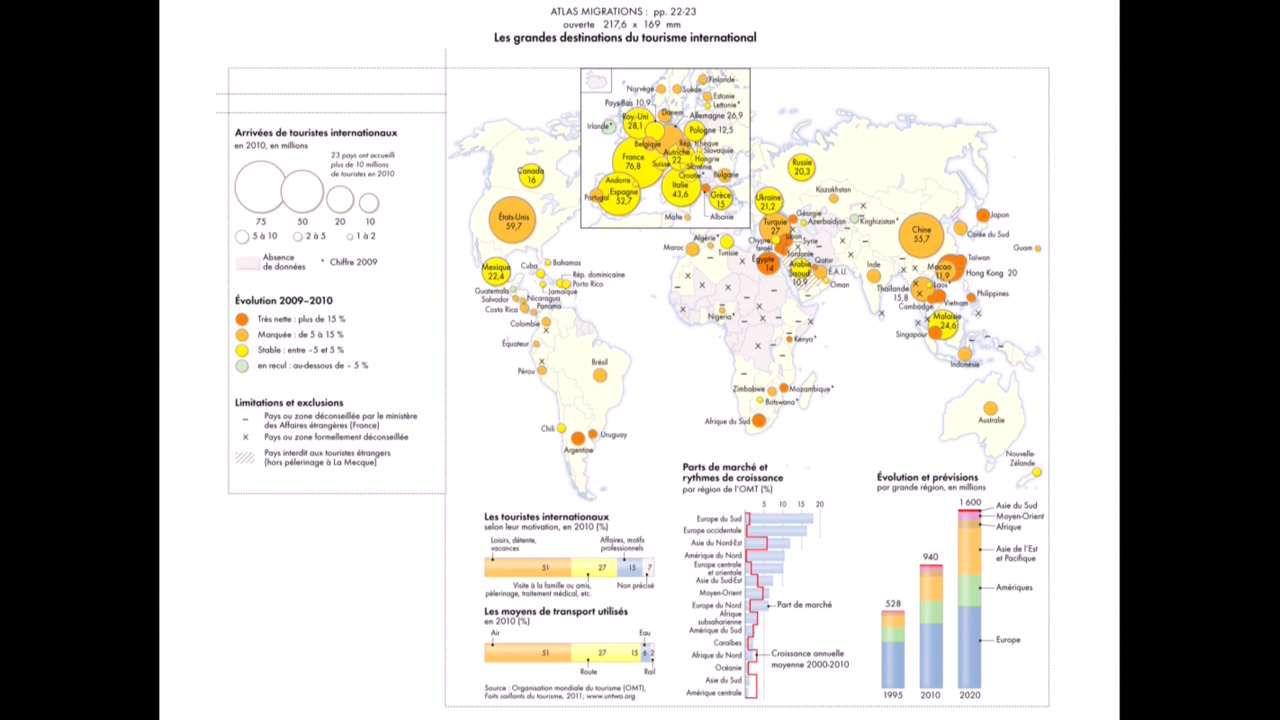 ATLAS MIGRATIONS : pp. 22-23
ouverte 217,6 x 169 mm
Les grandes destinations du tourisme international
Arrivées de touristes internationaux
en 2010, en millions
23 pays ont accueilli
plus de 10 millions
de touristes en 2010
75 50 20 10
5 à 10 2 à 5 1 à 2
Absence
de données
* Chiffre 2009
Évolution 2009–2010
Très nette : plus de 15 %
Marquée : de 5 à 15 %
Stable : entre -5 et 5 %
en recul : au-dessous de - 5 %
Limitations et exclusions
– Pays ou zone déconseillée par le ministère
des Affaires étrangères (France)
x Pays ou zone formellement déconseillée
Pays interdit aux touristes étrangers
(hors pélerinage à La Mecque)
Finlande
Norvège
Suède
Estonie
Lettonie*
Pays-Bas 10,9
Danem.
Allemagne 26,9
Roy.-Uni
28,1
Irlande*
Pologne 12,5
Belgique
Rép. Tchèque
Slovaquie
Autriche
22
Hongrie
France
76,8
Suisse
Slovénie
Croatie*
Bulgarie
Andorre
Espagne
52,7
Portugal
Italie
43,6
Grèce
15
Malte
Albanie
Canada
16
États-Unis
59,7
Mexique
22,4
Cuba
Bahamas
Rép. dominicaine
Porto Rico
Jamaïque
Guatemala
Salvador
Nicaragua
Costa Rica
Panama
Colombie
Équateur
Pérou
Brésil
Chili
Uruguay
Argentine
Russie
20,3
Kazakhstan
Ukraine
21,2
Géorgie
Azerbaïdjan
Kirghizistan*
Turquie
27
Chypre
Liban
Syrie
Israël
Jordanie
Algérie*
Maroc
Tunisie
Égypte
14
Arabie
Saoud.
10,9
Qatar
E.A.U.
Oman
Inde
Chine
55,7
Japon
Corée du Sud
Guam
Taïwan
Macao
11,9
Hong Kong 20
Laos
Thaïlande
15,8
Cambodge
Vietnam
Philippines
Malaisie
24,6
Singapour
Indonésie
Nigeria*
Kenya*
Zimbabwe
Mozambique*
Botswana*
Afrique du Sud
Australie
Nouvelle-
Zélande
Les touristes internationaux
selon leur motivation, en 2010 (%)
Loisirs, détente,
vacances
Affaires, motifs
professionnels
51 27 15 7
Visite à la famille ou amis,
pèlerinage, traitement médical, etc.
Non précisé
Les moyens de transport utilisés
en 2010 (%)
Air Eau
51 27 15 6 2
Route Rail
Source : Organisation mondiale du tourisme (OMT),
Faits saillants du tourisme, 2011; www.untwo.org
Parts de marché et
rythmes de croissance
par région de l'OMT (%)
5 10 15 20
Europe du Sud
Europe occidentale
Asie du Nord-Est
Amérique du Nord
Europe centrale
et orientale
Asie du Sud-Est
Moyen-Orient
Europe du Nord
Afrique
subsaharienne
Amérique du Sud
Caraïbes
Afrique du Nord
Océanie
Asie du Sud
Amérique centrale
Part de marché
Croissance annuelle
moyenne 2000-2010
Évolution et prévisions
par grande région, en millions
528
940
1 600
Asie du Sud
Moyen-Orient
Afrique
Asie de l'Est
et Pacifique
Amériques
Europe
1995 2010 2020